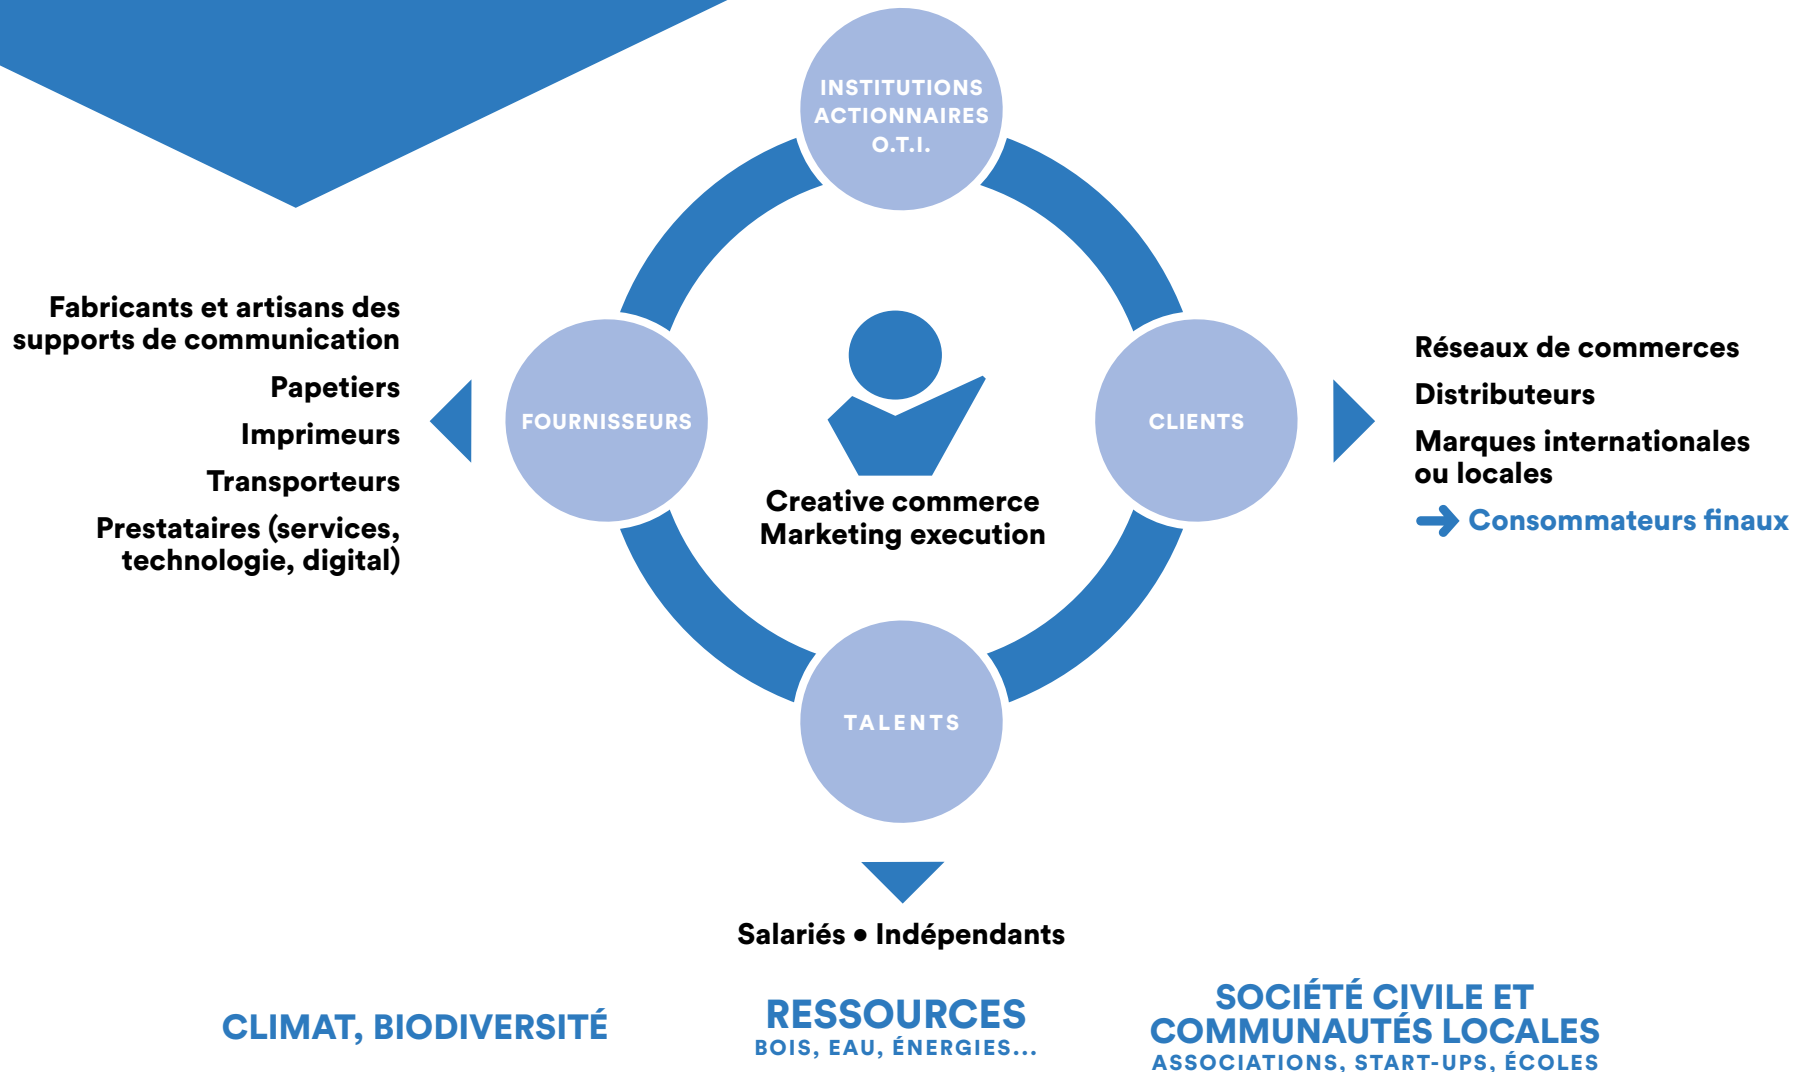 INSTITUTIONS
ACTIONNAIRES
O.T.I.
Fabricants et artisans des
supports de communication
Papetiers
Imprimeurs
Transporteurs
Prestataires (services,
technologie, digital)
FOURNISSEURS
Creative commerce
Marketing execution
CLIENTS
Réseaux de commerces
Distributeurs
Marques internationales
ou locales
Consommateurs finaux
TALENTS
Salariés • Indépendants
CLIMAT, BIODIVERSITÉ
RESSOURCES
BOIS, EAU, ÉNERGIES...
SOCIÉTÉ CIVILE ET
COMMUNAUTÉS LOCALES
ASSOCIATIONS, START-UPS, ÉCOLES